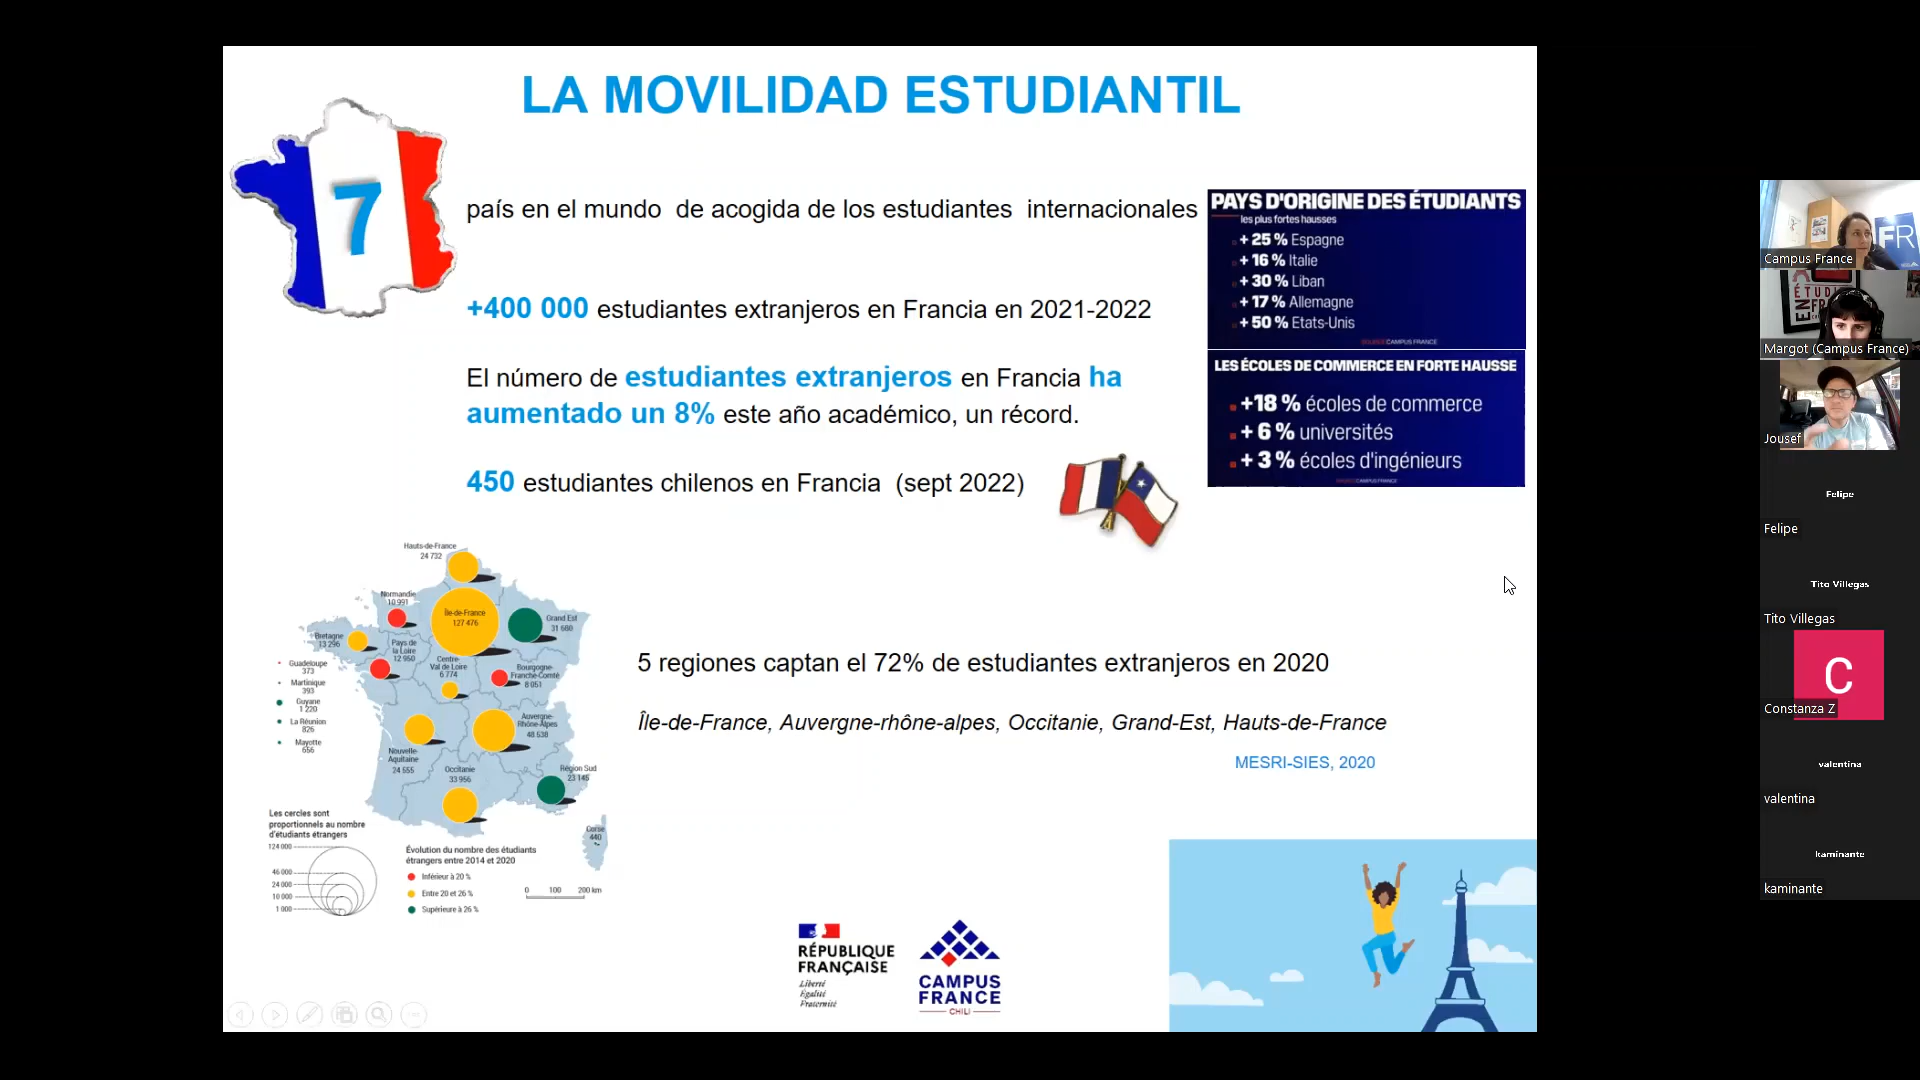 LA MOVILIDAD ESTUDIANTIL
7
país en el mundo de acogida de los estudiantes internacionales
+400 000 estudiantes extranjeros en Francia en 2021-2022
El número de estudiantes extranjeros en Francia ha
aumentado un 8% este año académico, un récord.
450 estudiantes chilenos en Francia (sept 2022)
PAYS D'ORIGINE DES ÉTUDIANTS
les plus fortes hausses
+ 25 % Espagne
+ 16 % Italie
+ 30 % Liban
+ 17 % Allemagne
+ 50 % Etats-Unis
CAMPUS FRANCE
LES ÉCOLES DE COMMERCE EN FORTE HAUSSE
+18 % écoles de commerce
+ 6 % universités
+ 3 % écoles d'ingénieurs
CAMPUS FRANCE
Hauts-de-France
24 732
Normandie
10 991
Île-de-France
127 476
Grand Est
31 680
Bretagne
13 296
Pays de
la Loire
12 950
Centre-
Val de Loire
6 774
Bourgogne-
Franche-Comté
8 051
Guadeloupe
373
Martinique
393
Guyane
1 220
La Réunion
826
Mayotte
656
Auvergne-
Rhône-Alpes
48 538
Nouvelle-
Aquitaine
24 555
Occitanie
33 956
Région Sud
23 146
Corse
440
Les cercles sont
proportionnels au nombre
d'étudiants étrangers
124 000
46 000
24 000
10 000
1 000
Évolution du nombre des étudiants
étrangers entre 2014 et 2020
Inférieur à 20 %
Entre 20 et 26 %
Supérieure à 26 %
0 100 200 km
5 regiones captan el 72% de estudiantes extranjeros en 2020
Île-de-France, Auvergne-rhône-alpes, Occitanie, Grand-Est, Hauts-de-France
MESRI-SIES, 2020
RÉPUBLIQUE
FRANÇAISE
Liberté
Égalité
Fraternité
CAMPUS
FRANCE
CHILI
FR
Campus France
ÉTUDI
EN
FR
Margot (Campus France)
Jousef
Felipe
Felipe
Tito Villegas
Tito Villegas
C
Constanza Z
valentina
valentina
kaminante
kaminante